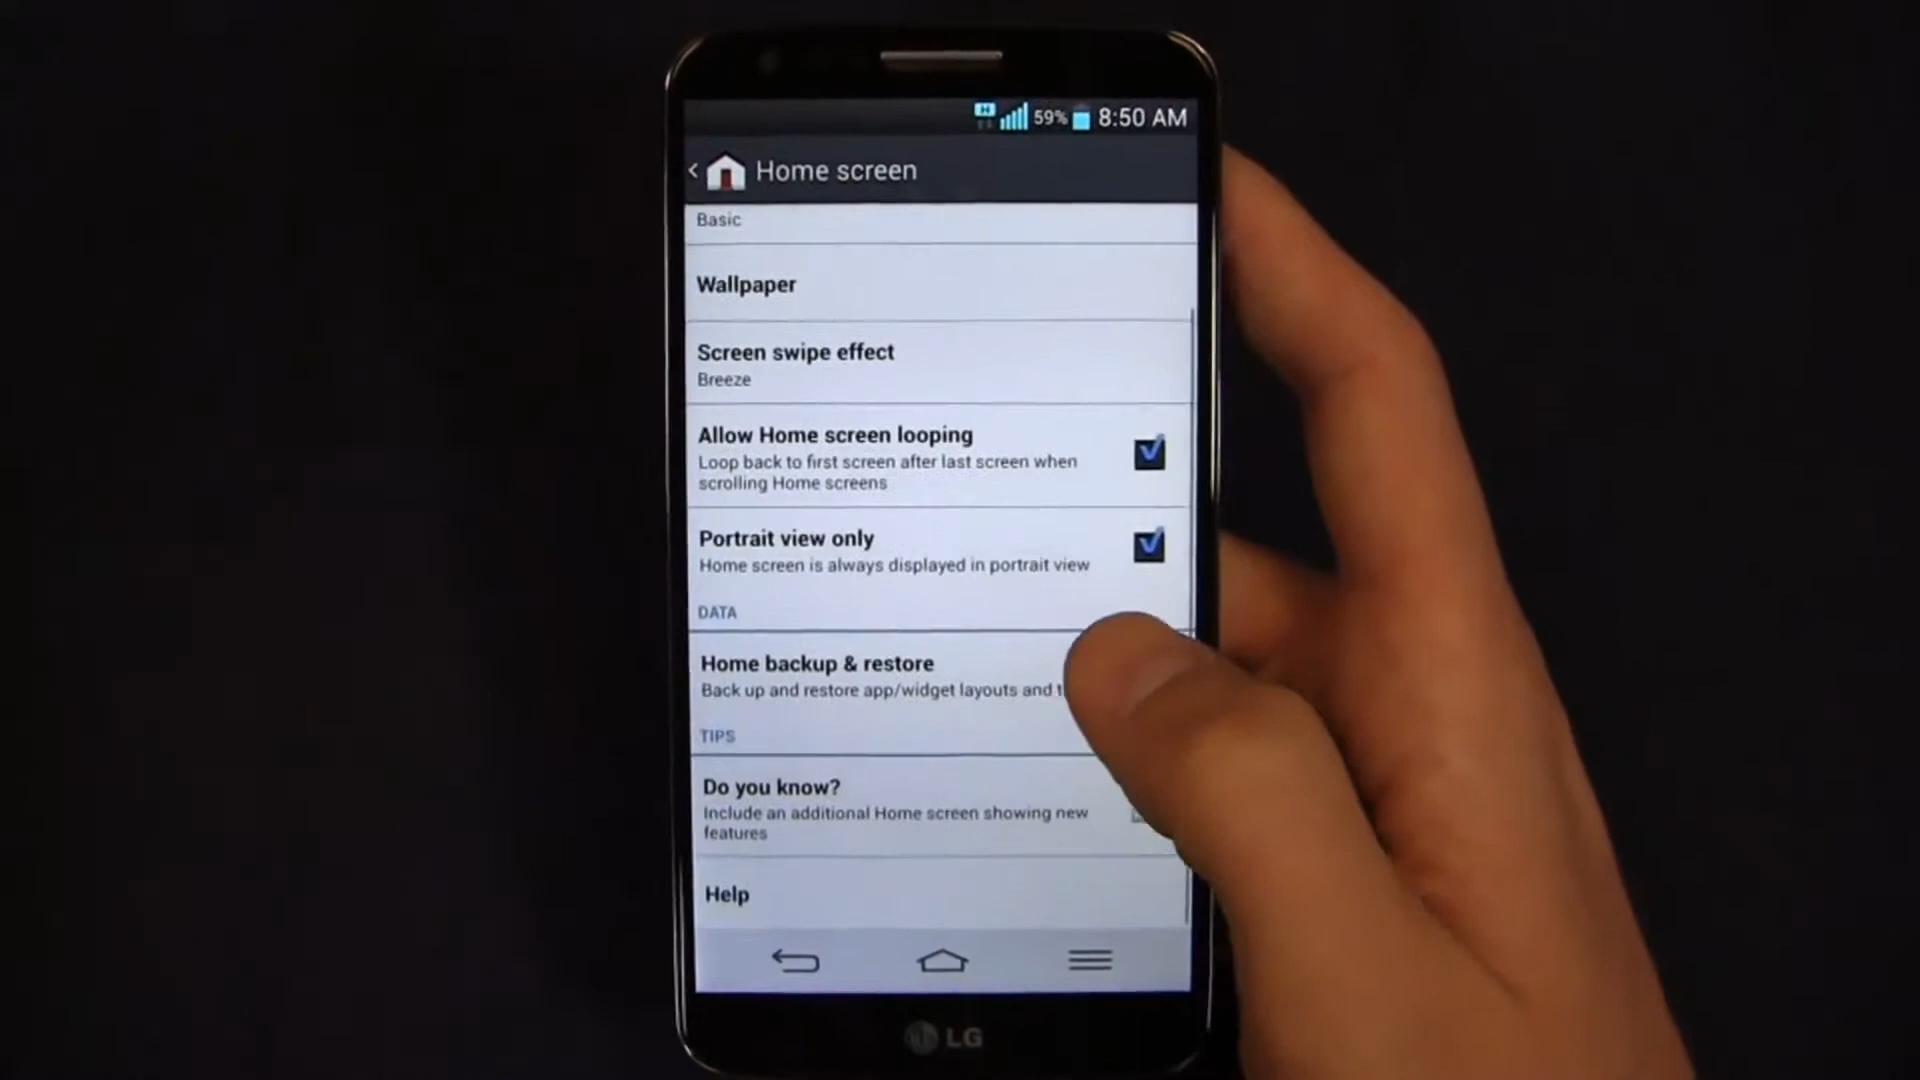 59% 8:50 AM
Home screen
Basic
Wallpaper
Screen swipe effect
Breeze
Allow Home screen looping
Loop back to first screen after last screen when
scrolling Home screens
Portrait view only
Home screen is always displayed in portrait view
DATA
Home backup & restore
Back up and restore app/widget layouts and
TIPS
Do you know?
Include an additional Home screen showing new
features
Help
LG